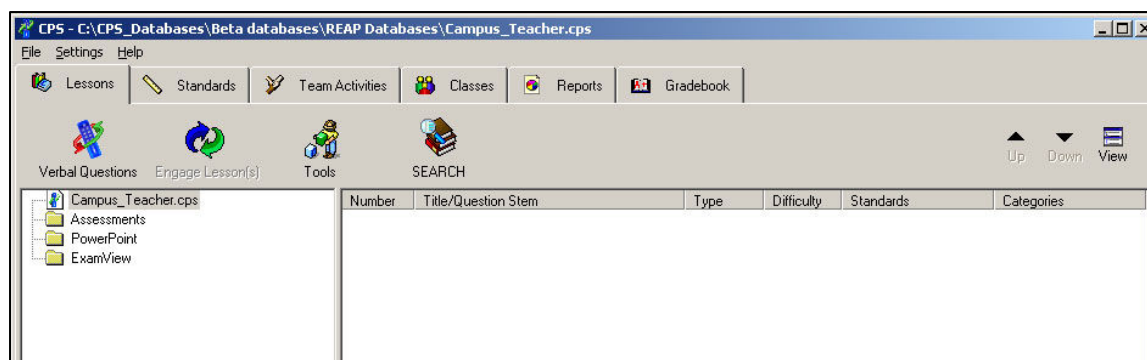 CPS - C:\CPS_Databases\Beta databases\REAP Databases\Campus_Teacher.cps
File Settings Help
Lessons Standards Team Activities Classes Reports Gradebook
Verbal Questions Engage Lesson(s) Tools SEARCH Up Down View
Campus_Teacher.cps Number Title/Question Stem Type Difficulty Standards Categories
Assessments
PowerPoint
ExamView